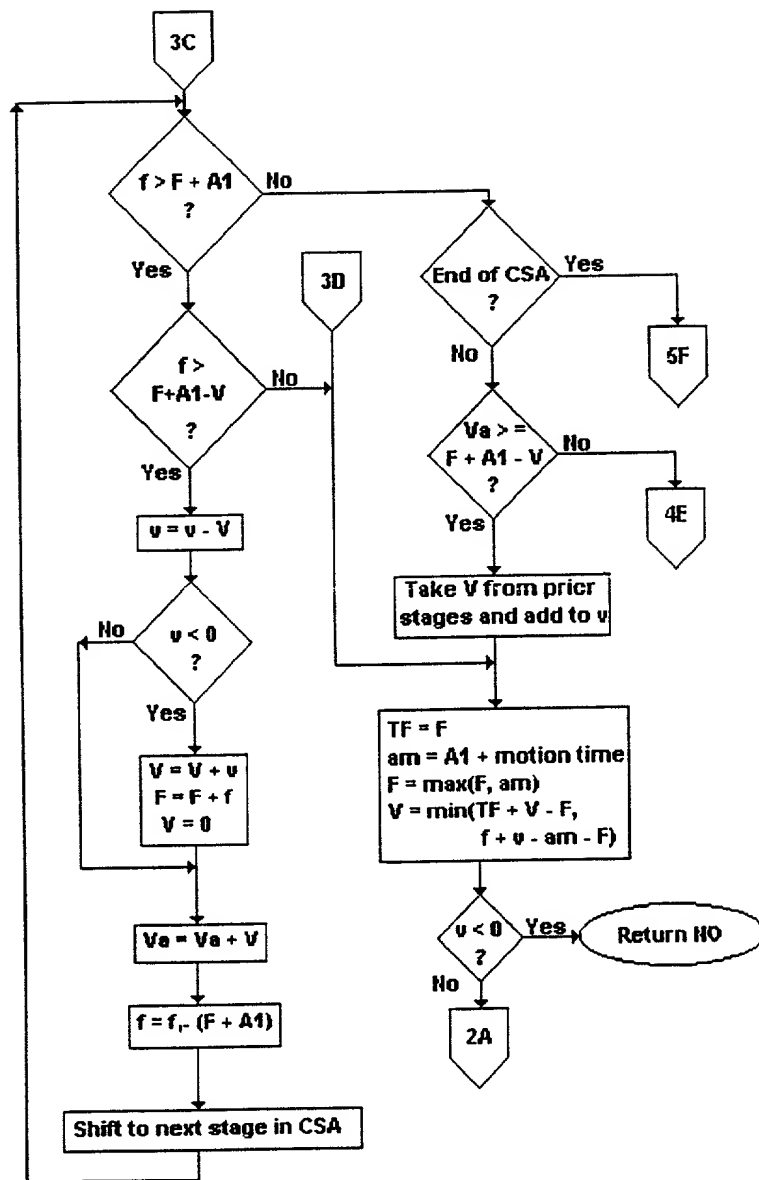 3C
f > F + A1
?
No
Yes
End of CSA
?
Yes
No
3D
5F
f >
F+A1-V
?
No
Yes
Va > =
F + A1 - V
?
No
Yes
4E
v = v - V
Take V from pricr
stages and add to v
v < 0
?
No
Yes
TF = F
am = A1 + motion time
F = max(F, am)
V = min(TF + V - F,
f + v - am - F)
V = V + v
F = F + f
V = 0
v < 0
?
Yes
No
Return NO
Va = Va + V
f = f,- (F + A1)
2A
Shift to next stage in CSA